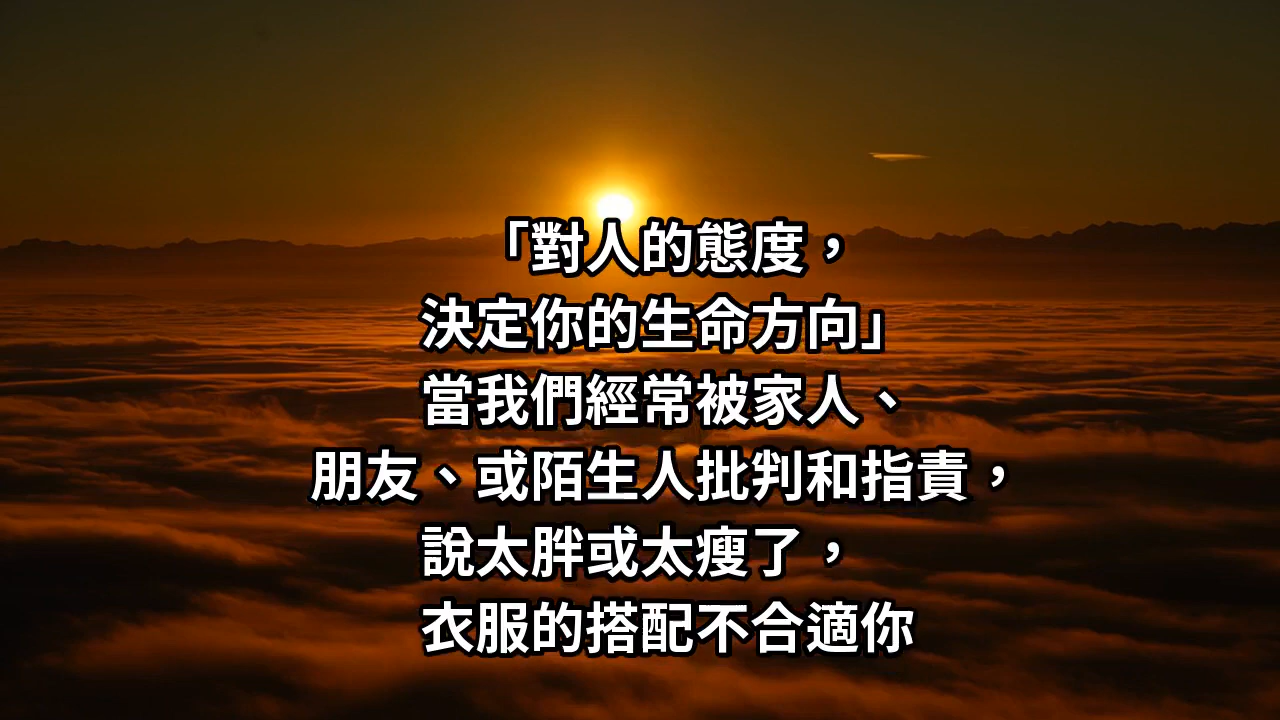 「對人的態度，
決定你的生命方向」
當我們經常被家人、
朋友、或陌生人批判和指責，
說太胖或太瘦了，
衣服的搭配不合適你